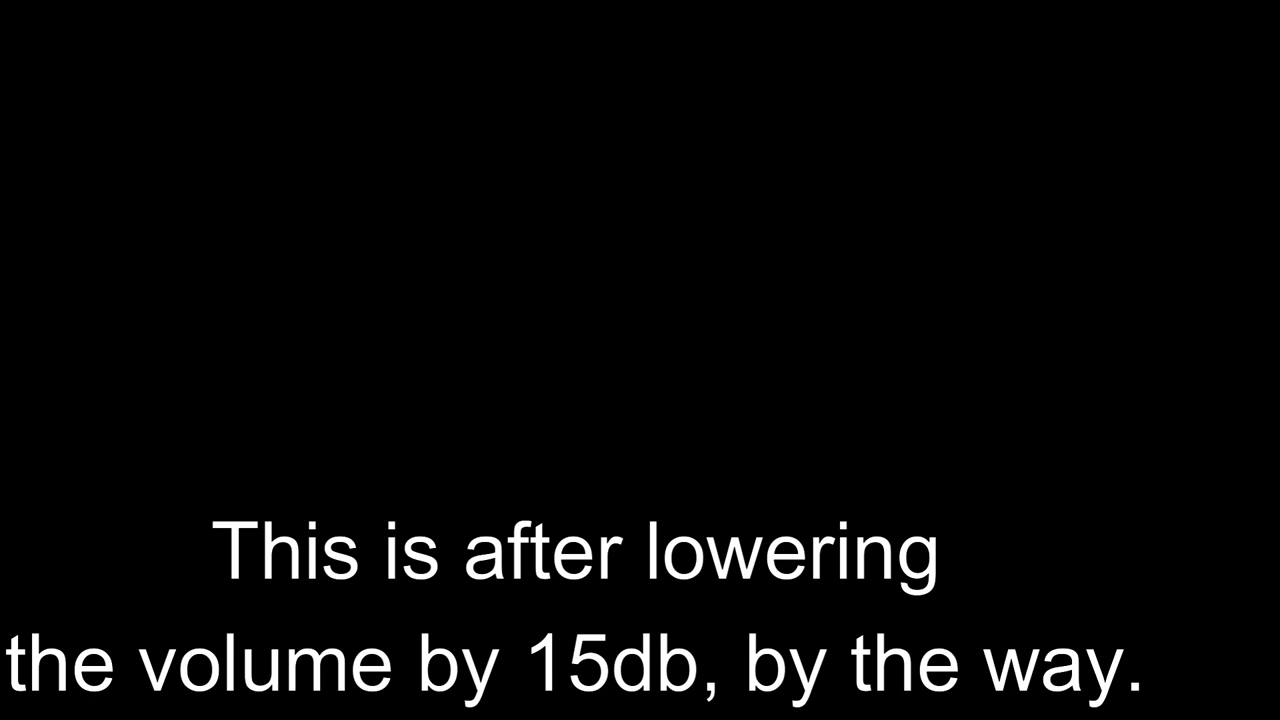 This is after lowering
the volume by 15db, by the way.